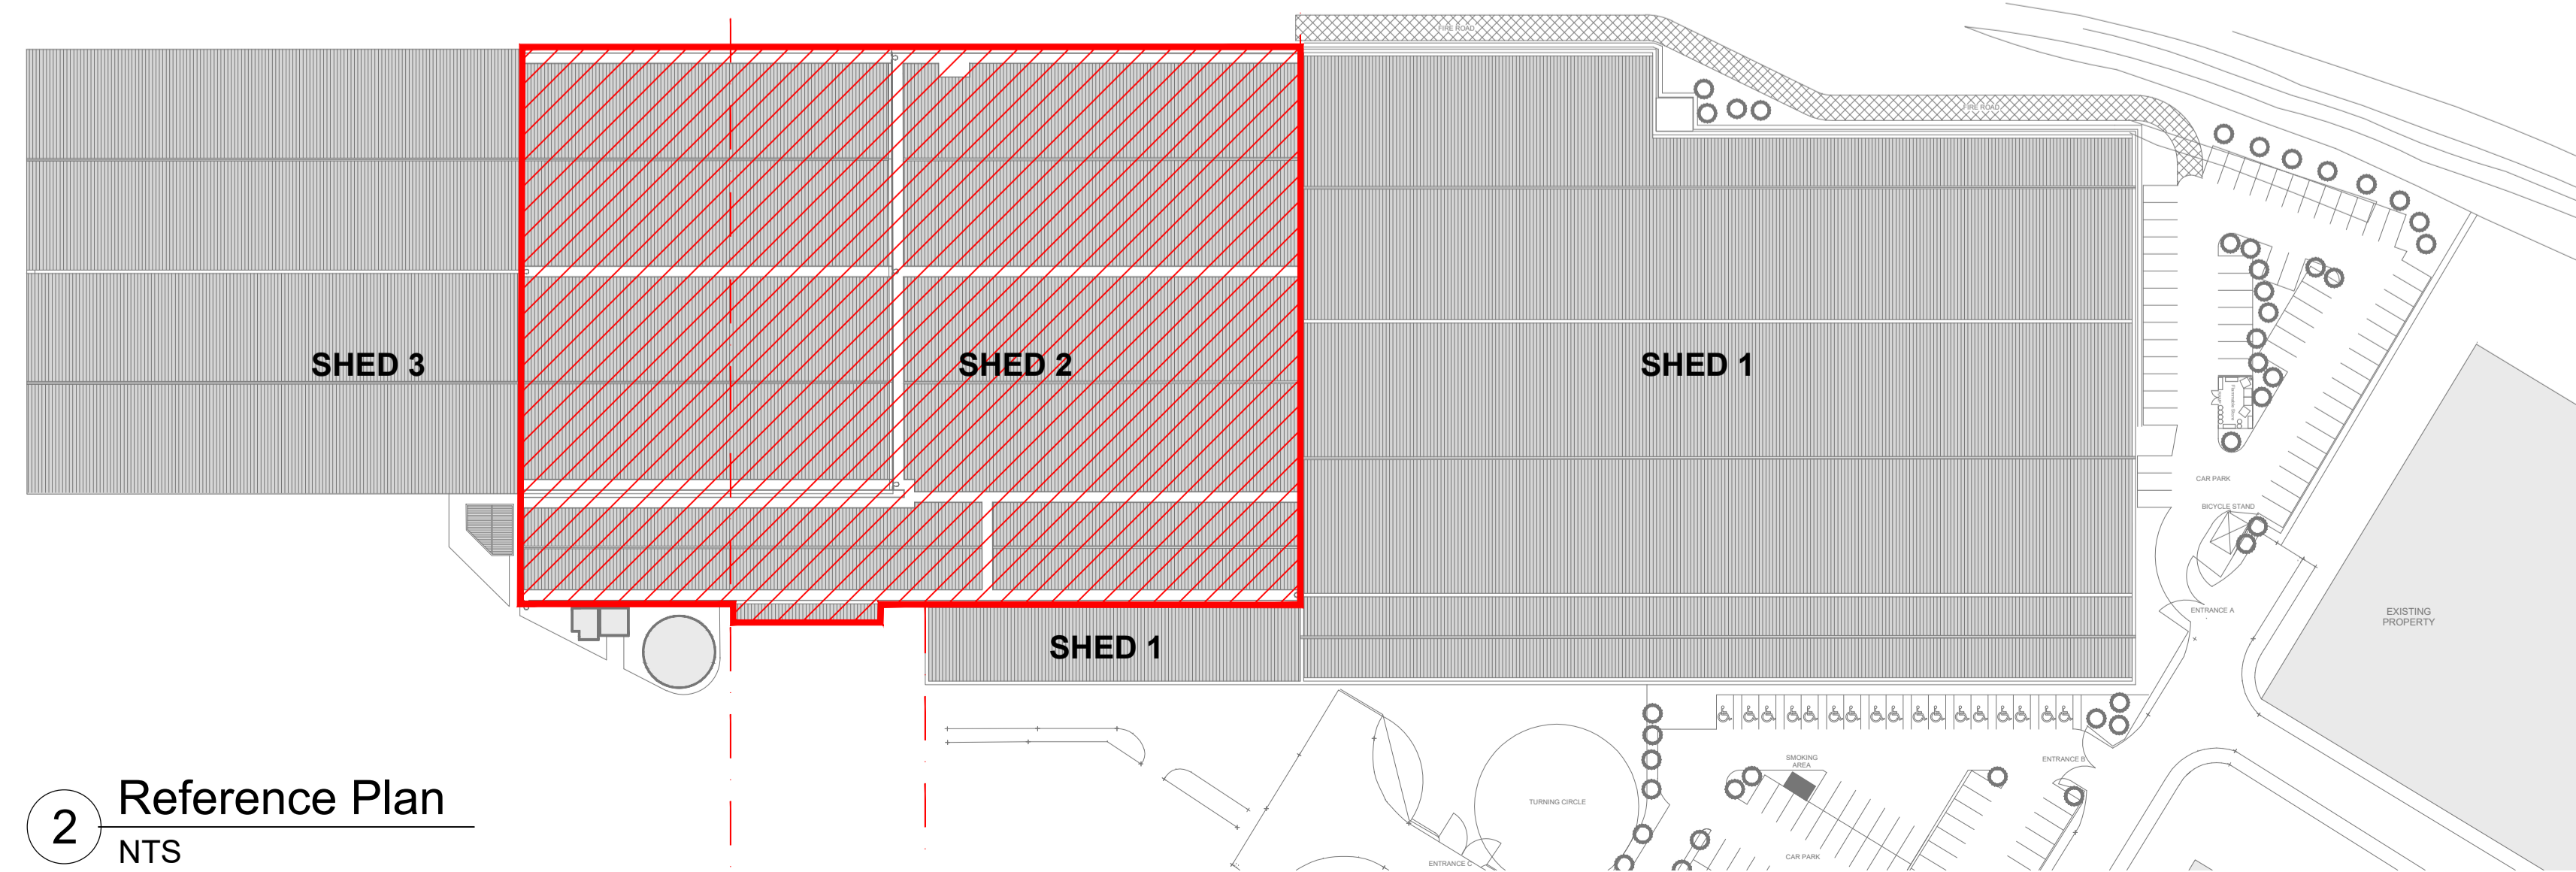 FIRE ROAD
FIRE ROAD
SHED 3
SHED 2
SHED 1
CAR PARK
BICYCLE STAND
ENTRANCE A
EXISTING
PROPERTY
SHED 1
SMOKING
AREA
ENTRANCE B
TURNING CIRCLE
CAR PARK
ENTRANCE C
2
Reference Plan
NTS